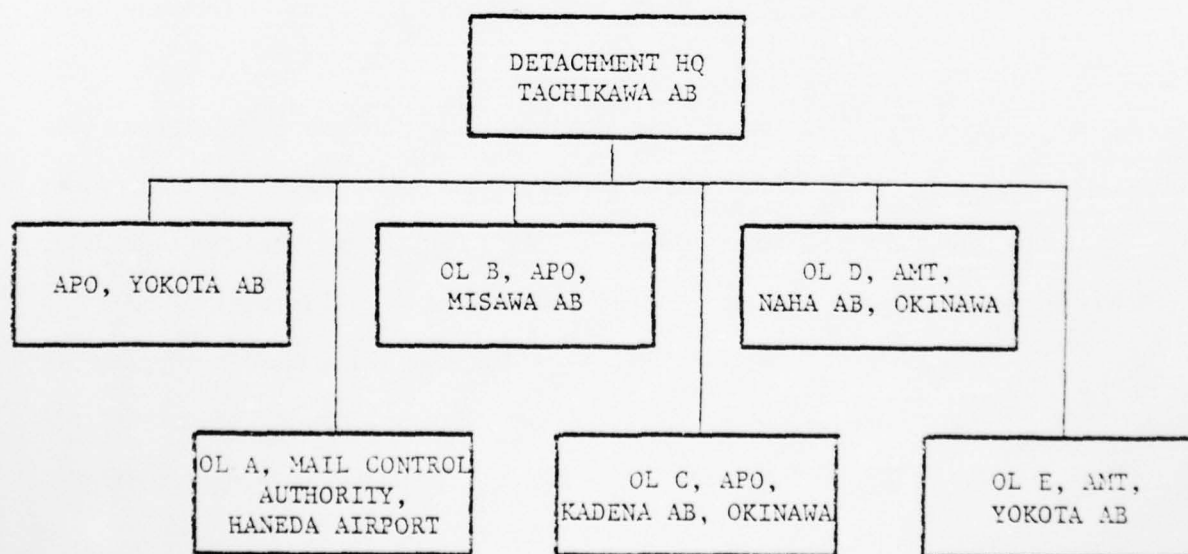 DETACHMENT HQ
TACHIKAWA AB
APO, YOKOTA AB
OL B, APO,
MISAWA AB
OL D, AMT,
NAHA AB, OKINAWA
OL A, MAIL CONTROL
AUTHORITY,
HANEDA AIRPORT
OL C, APO,
KADENA AB, OKINAWA
OL E, AMT,
YOKOTA AB